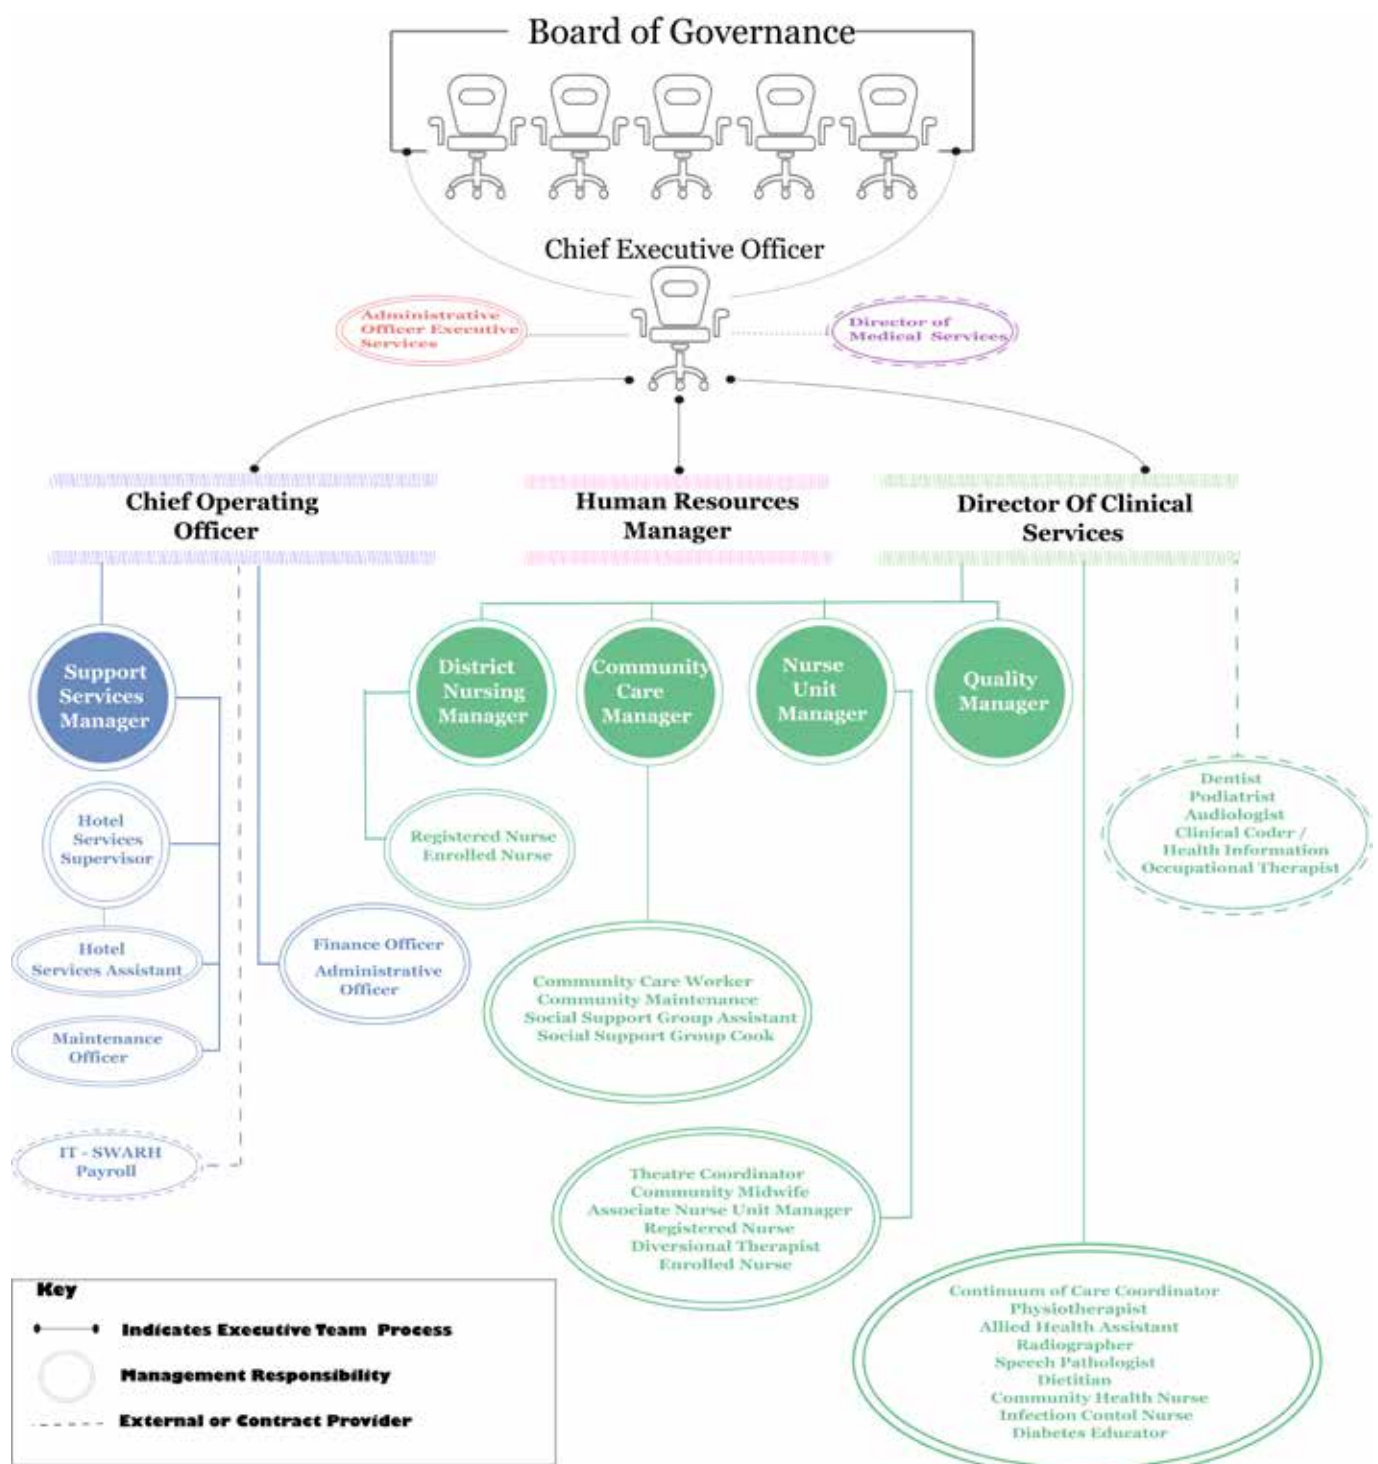 Board of Governance
Chief Executive Officer
Administrative
Officer Executive
Services
Director of
Medical Services
Chief Operating
Officer
Human Resources
Manager
Director Of Clinical
Services
Support
Services
Manager
District
Nursing
Manager
Community
Care
Manager
Nurse
Unit
Manager
Quality
Manager
Hotel
Services
Supervisor
Registered Nurse
Enrolled Nurse
Dentist
Podiatrist
Audiologist
Clinical Coder /
Health Information
Occupational Therapist
Hotel
Services Assistant
Finance Officer
Administrative
Officer
Maintenance
Officer
Community Care Worker
Community Maintenance
Social Support Group Assistant
Social Support Group Cook
IT - SWARH
Payroll
Theatre Coordinator
Community Midwife
Associate Nurse Unit Manager
Registered Nurse
Diversional Therapist
Enrolled Nurse
Continuum of Care Coordinator
Physiotherapist
Allied Health Assistant
Radiographer
Speech Pathologist
Dietitian
Community Health Nurse
Infection Contol Nurse
Diabetes Educator
Key
Indicates Executive Team Process
Management Responsibility
External or Contract Provider